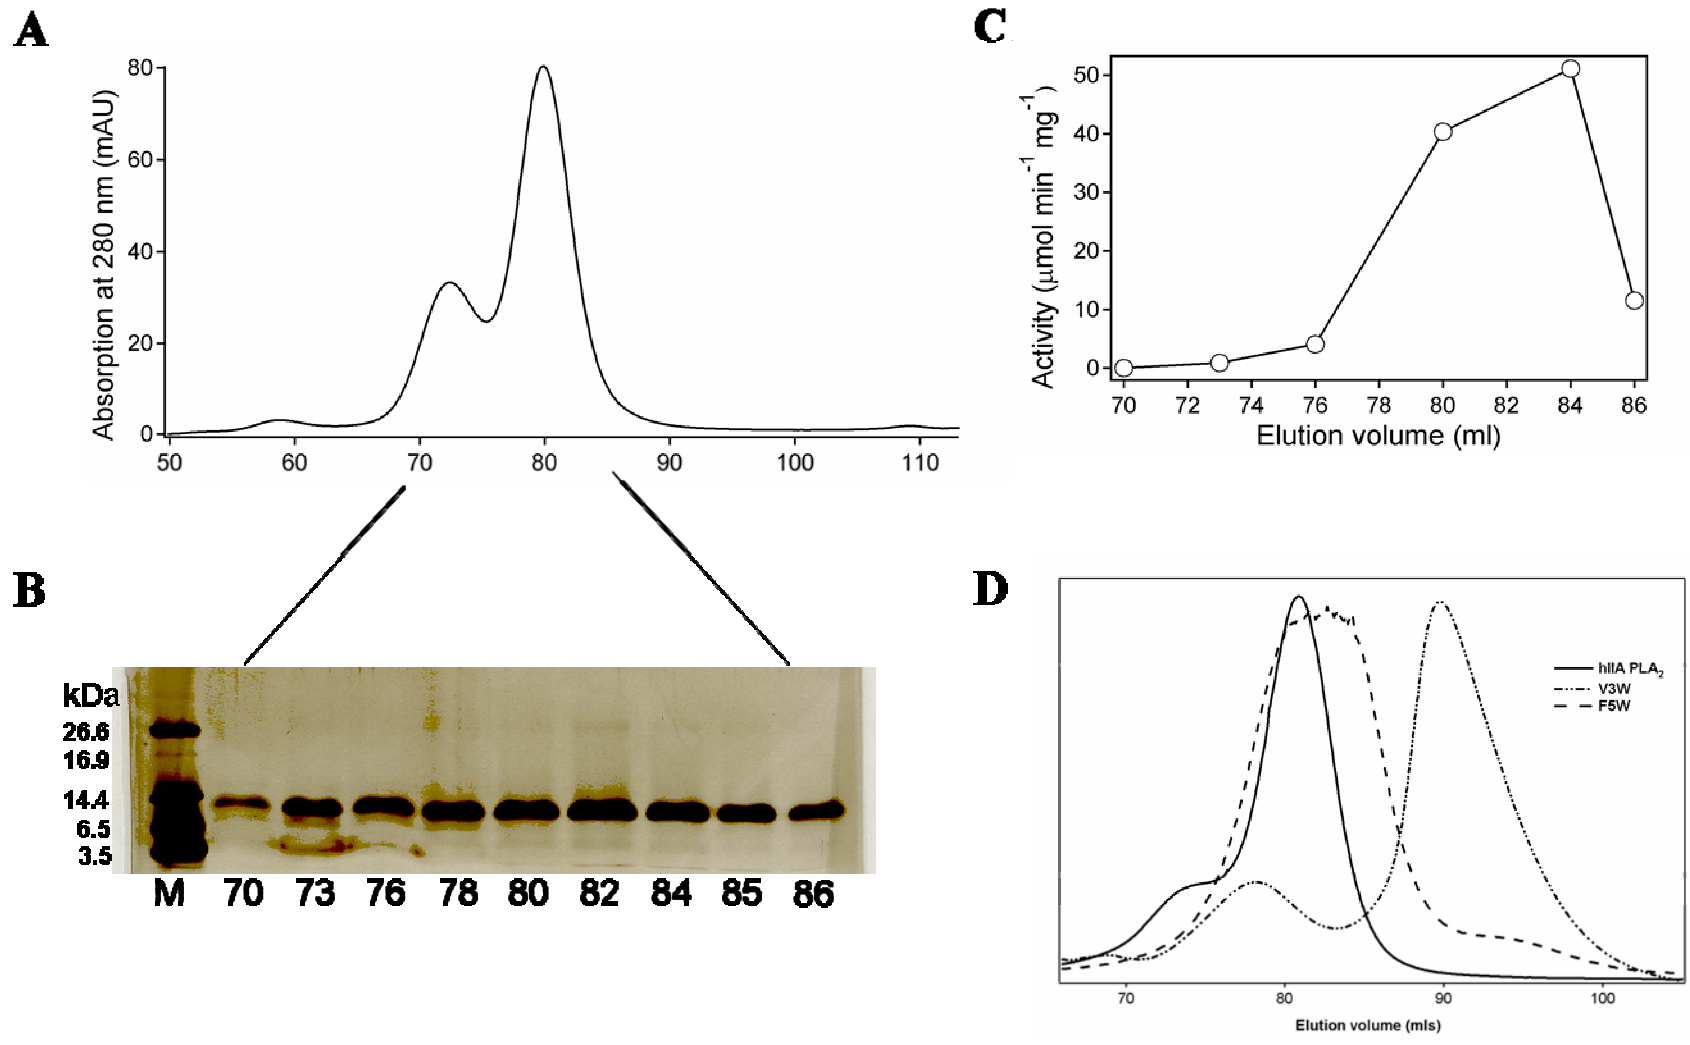 A
Absorption at 280 nm (mAU)
80
60
40
20
0
50 60 70 80 90 100 110
B
kDa
26.6
16.9
14.4
6.5
3.5
M 70 73 76 78 80 82 84 85 86
C
Activity (μmol min⁻¹ mg⁻¹)
50
40
30
20
10
0
70 72 74 76 78 80 82 84 86
Elution volume (ml)
D
hIIA PLA₂
V3W
F5W
70 80 90 100
Elution volume (mls)